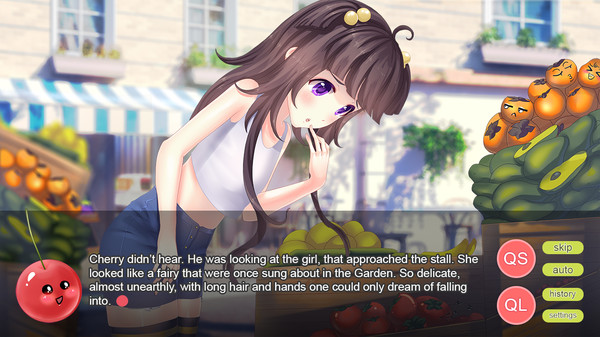 Cherry didn't hear. He was looking at the girl, that approached the stall. She
looked like a fairy that were once sung about in the Garden. So delicate,
almost unearthly, with long hair and hands one could only dream of falling
into.
QS
skip
auto
QL
history
settings